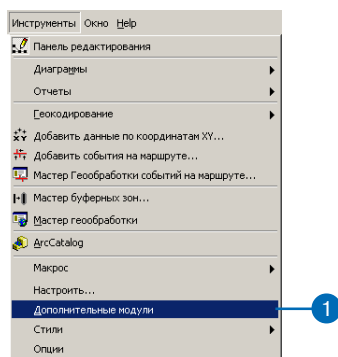 Инструменты Окно Help
Панель редактирования
Диаграммы
Отчеты
Геокодирование
Добавить данные по координатам XY...
Добавить события на маршруте...
Мастер Геообработки событий на маршруте...
Мастер буферных зон...
Мастер геообработки
ArcCatalog
Макрос
Настроить...
Дополнительные модули 1
Стили
Опции